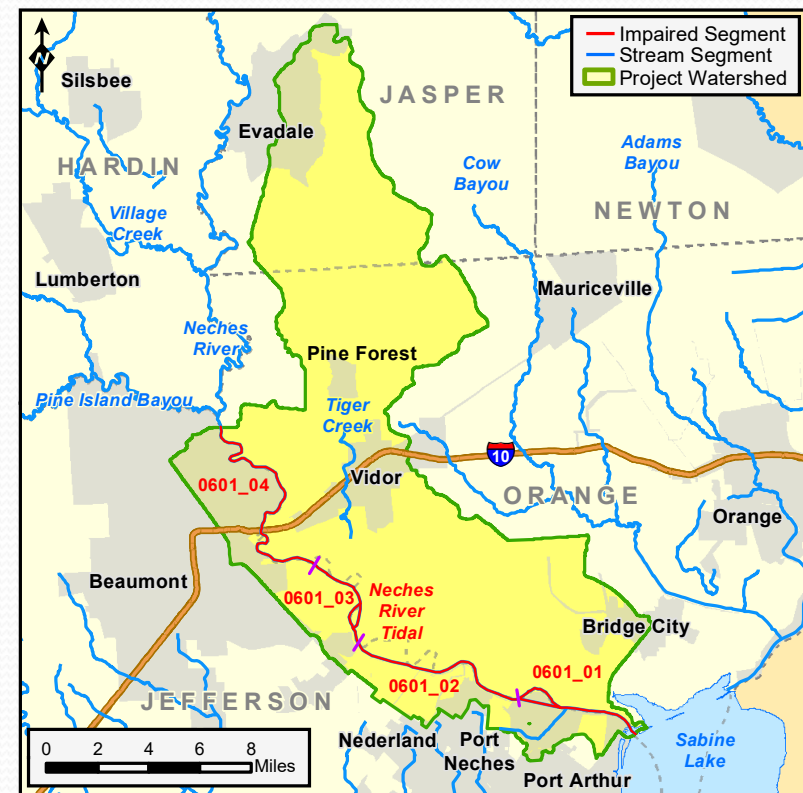 N
Impaired Segment
Stream Segment
Project Watershed
Silsbee
JASPER
Evadale
HARDIN
Cow
Bayou
Adams
Bayou
NEWTON
Village
Creek
Lumberton
Mauriceville
Neches
River
Pine Forest
Pine Island Bayou
Tiger
Creek
10
0601_04
Vidor
ORANGE
Orange
Beaumont
0601_03
Neches
River
Tidal
Bridge City
0601_01
0601_02
JEFFERSON
Nederland
Port
Neches
Sabine
Lake
Port Arthur
0 2 4 6 8
Miles